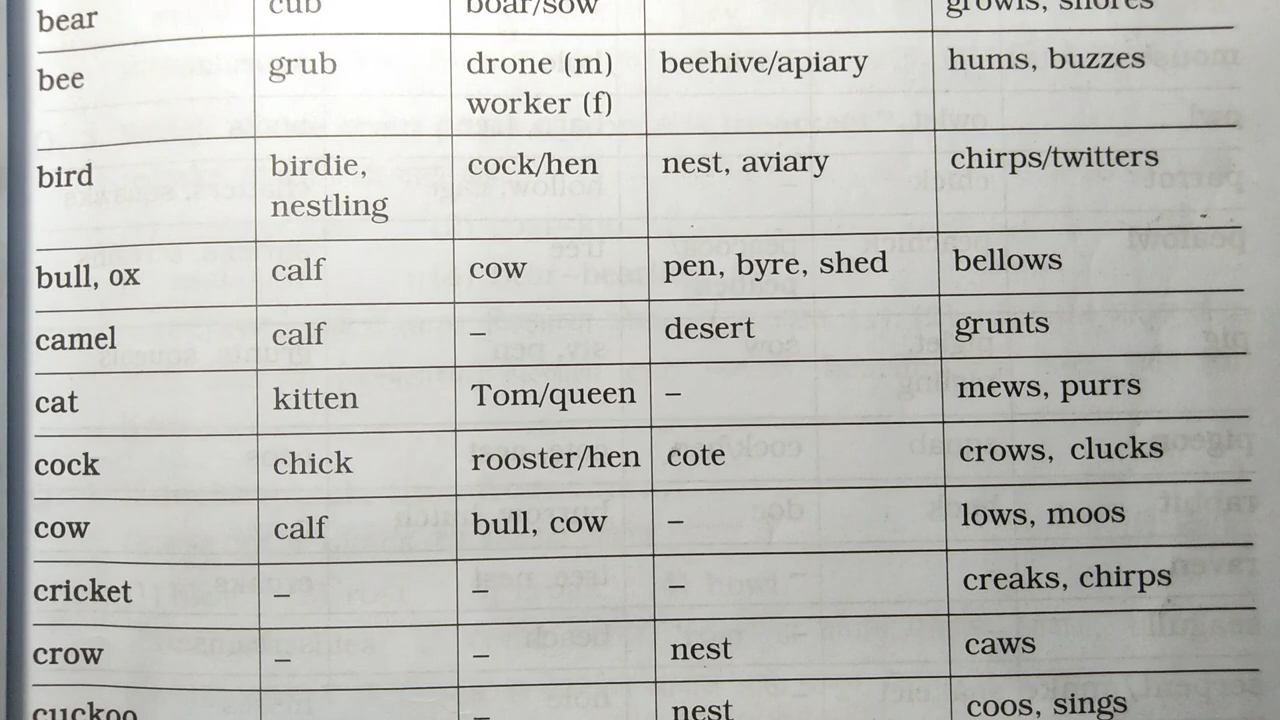 bear cub boar/sow growls, snores
bee grub drone (m) beehive/apiary hums, buzzes
worker (f)
bird birdie, cock/hen nest, aviary chirps/twitters
nestling
bull, ox calf cow pen, byre, shed bellows
camel calf – desert grunts
cat kitten Tom/queen – mews, purrs
cock chick rooster/hen cote crows, clucks
cow calf bull, cow – lows, moos
cricket – – – creaks, chirps
crow – – nest caws
cuckoo – nest coos, sings